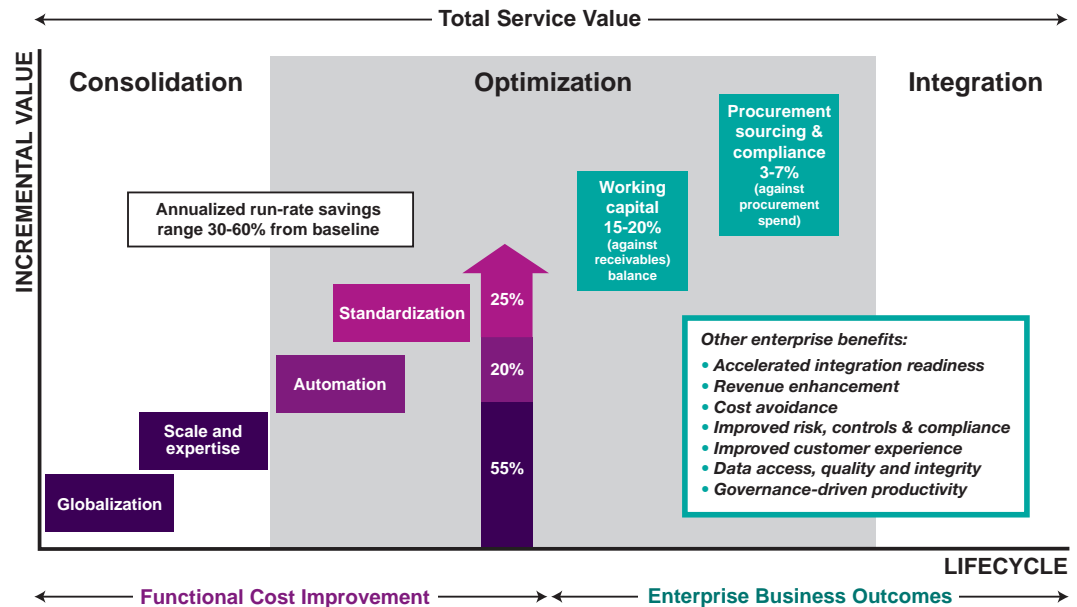 Total Service Value
INCREMENTAL VALUE
Consolidation
Optimization
Integration
Annualized run-rate savings
range 30-60% from baseline
Procurement
sourcing &
compliance
3-7%
(against
procurement
spend)
Working
capital
15-20%
(against
receivables)
balance
Standardization
25%
Automation
20%
Scale and
expertise
55%
Globalization
Other enterprise benefits:
• Accelerated integration readiness
• Revenue enhancement
• Cost avoidance
• Improved risk, controls & compliance
• Improved customer experience
• Data access, quality and integrity
• Governance-driven productivity
LIFECYCLE
Functional Cost Improvement
Enterprise Business Outcomes